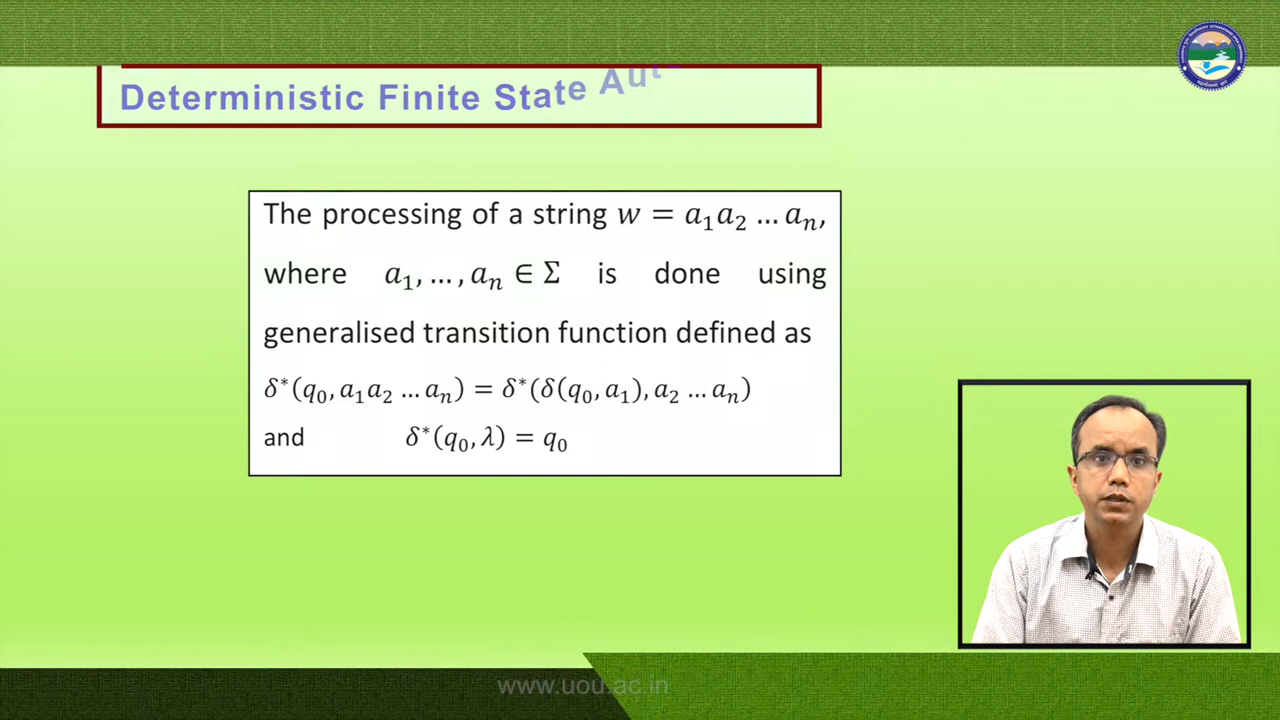 Deterministic Finite State Aut
The processing of a string w = a₁a₂ … aₙ,
where a₁, … , aₙ ∈ Σ is done using
generalised transition function defined as
δ*(q₀, a₁a₂ … aₙ) = δ*(δ(q₀, a₁), a₂ … aₙ)
and δ*(q₀, λ) = q₀
www.uou.ac.in